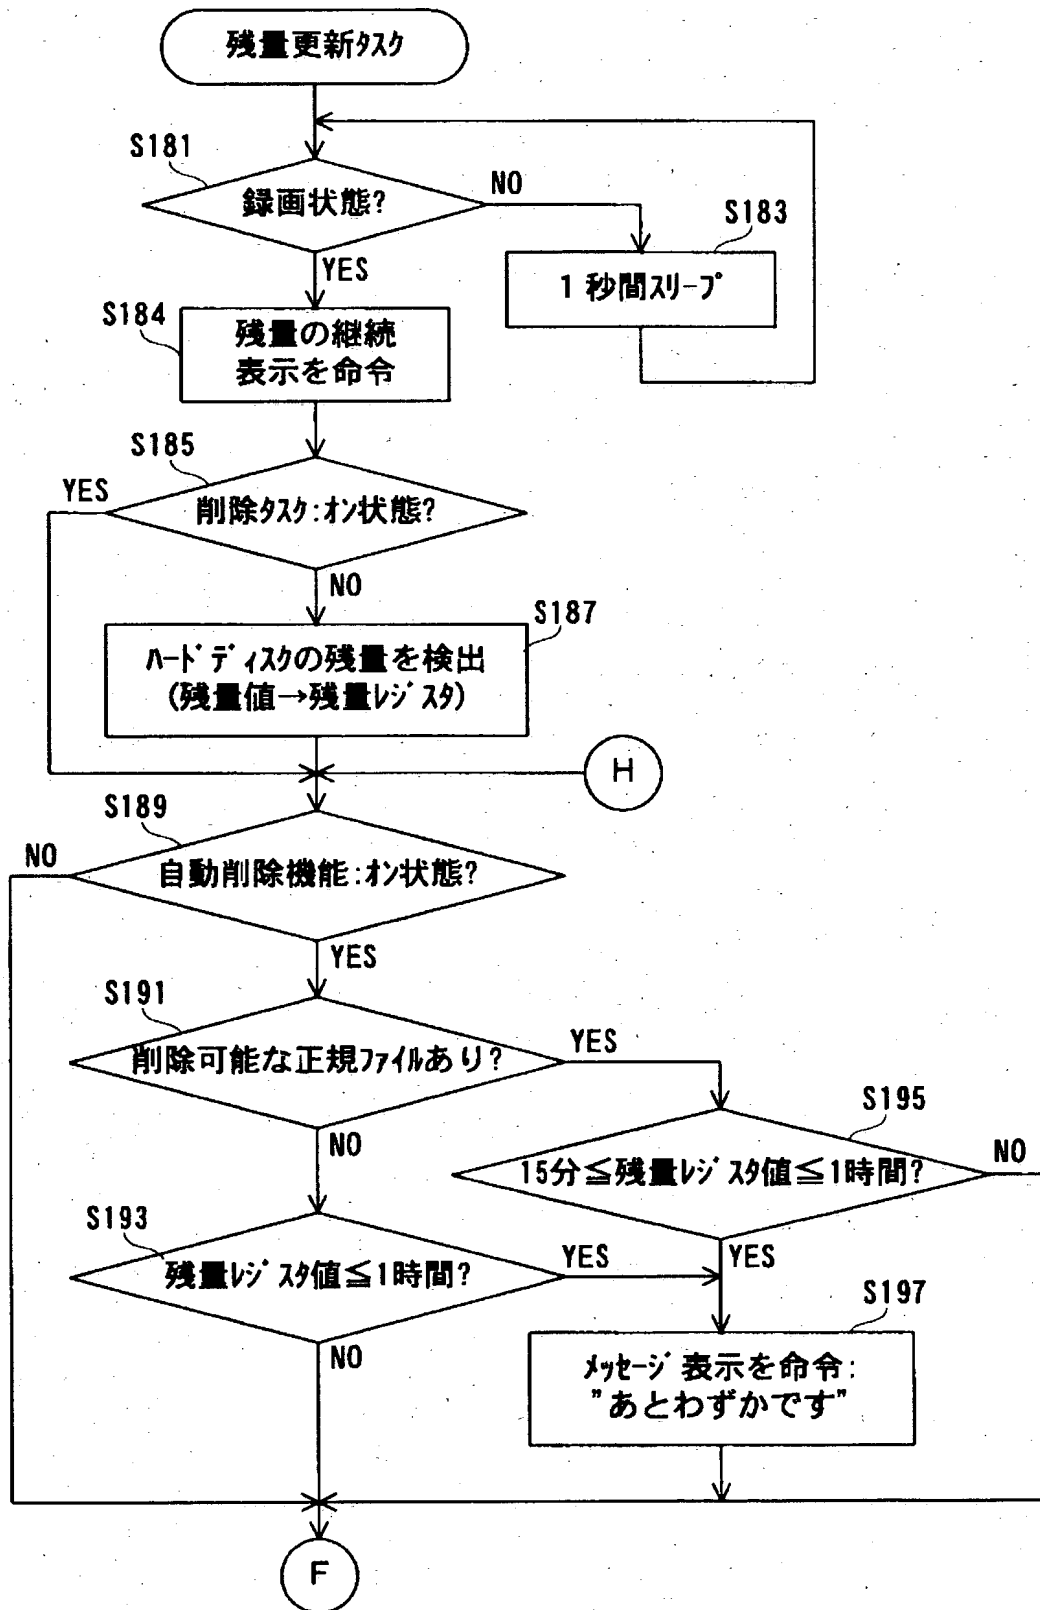 残量更新ﾀｽｸ
S181
録画状態?
NO
YES
S183
1秒間ｽﾘｰﾌﾟ
S184
残量の継続
表示を命令
S185
YES
削除ﾀｽｸ:ｵﾝ状態?
NO
S187
ﾊｰﾄﾞﾃﾞｨｽｸの残量を検出
(残量値→残量ﾚｼﾞｽﾀ)
H
S189
NO
自動削除機能:ｵﾝ状態?
YES
S191
削除可能な正規ﾌｧｲﾙあり?
YES
NO
S195
15分≦残量ﾚｼﾞｽﾀ値≦1時間?
NO
YES
S193
残量ﾚｼﾞｽﾀ値≦1時間?
YES
NO
S197
ﾒｯｾｰｼﾞ表示を命令:
"あとわずかです"
F